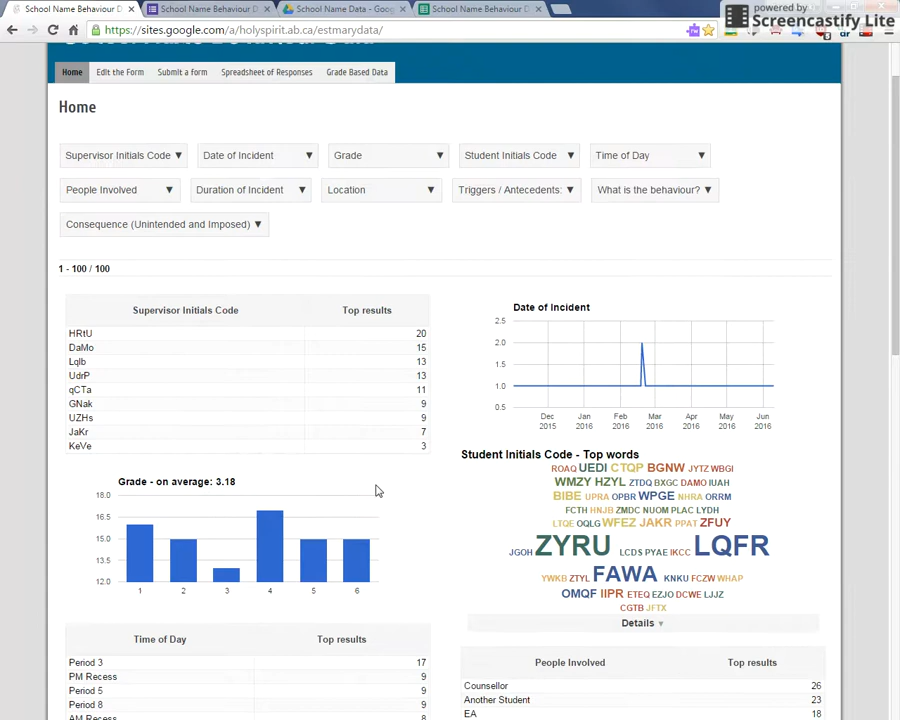 School Name Behaviour D
School Name Behaviour D
School Name Data - Goog
School Name Behaviour D
powered by
Screencastify Lite
https://sites.google.com/a/holyspirit.ab.ca/estmarydata/
Home Edit the Form Submit a form Spreadsheet of Responses Grade Based Data
Home
Supervisor Initials Code ▼ Date of Incident ▼ Grade ▼ Student Initials Code ▼ Time of Day ▼
People Involved ▼ Duration of Incident ▼ Location ▼ Triggers / Antecedents: ▼ What is the behaviour? ▼
Consequence (Unintended and Imposed) ▼
1 - 100 / 100
Supervisor Initials Code Top results
HRtU 20
DaMo 15
Lqlb 13
UdrP 13
qCTa 11
GNak 9
UZHs 9
JaKr 7
KeVe 3
Date of Incident
2.5
2.0
1.5
1.0
0.5
Dec Jan Feb Mar Apr May Jun
2015 2016 2016 2016 2016 2016 2016
Grade - on average: 3.18
18.0
16.5
15.0
13.5
12.0
1 2 3 4 5 6
Student Initials Code - Top words
ROAQ UEDI CTQP BGNW JYTZ WBGI
WMZY HZYL ZTDQ BXGC DAMO IUAH
BIBE UPRA OPBR WPGE NHRA ORRM
FCTH HNJB ZMDC NUOM PLAC LYDH
LTQE OQLG WFEZ JAKR PPAT ZFUY
JGOH ZYRU LCDS PYAE IKCC LQFR
YWKB ZTYL FAWA KNKU FCZW WHAP
OMQF IIPR ETEQ EZJO DCWE LJJZ
CGTB JFTX
Details ▼
Time of Day Top results
Period 3 17
PM Recess 9
Period 5 9
Period 8 9
AM Recess 8
People Involved Top results
Counsellor 26
Another Student 23
EA 18